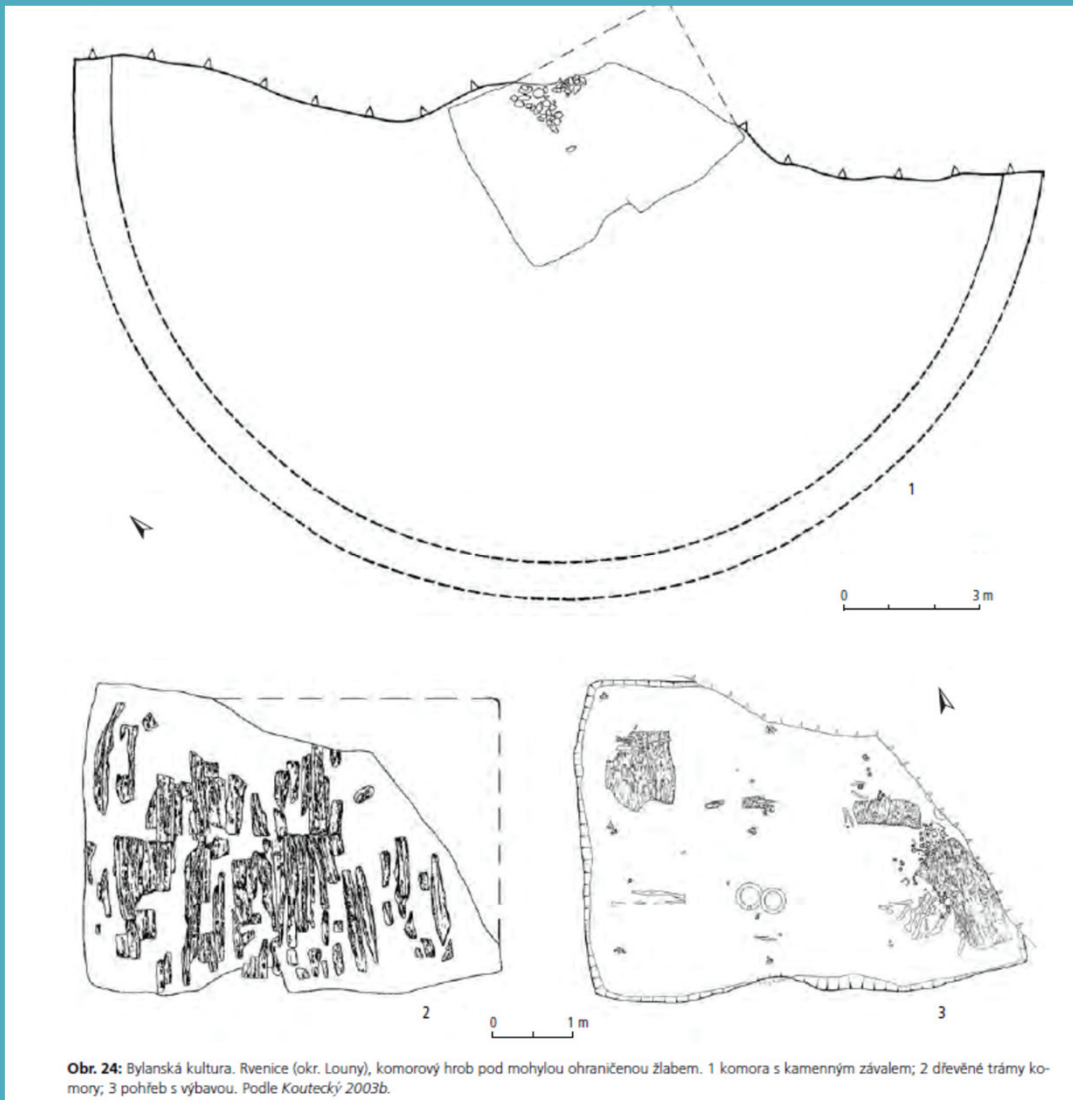 1
0 3 m
2
0 1 m
3
Obr. 24: Bylanská kultura. Rvenice (okr. Louny), komorový hrob pod mohylou ohraničenou žlabem. 1 komora s kamenným závalem; 2 dřevěné trámy ko-
mory; 3 pohřeb s výbavou. Podle Koutecký 2003b.